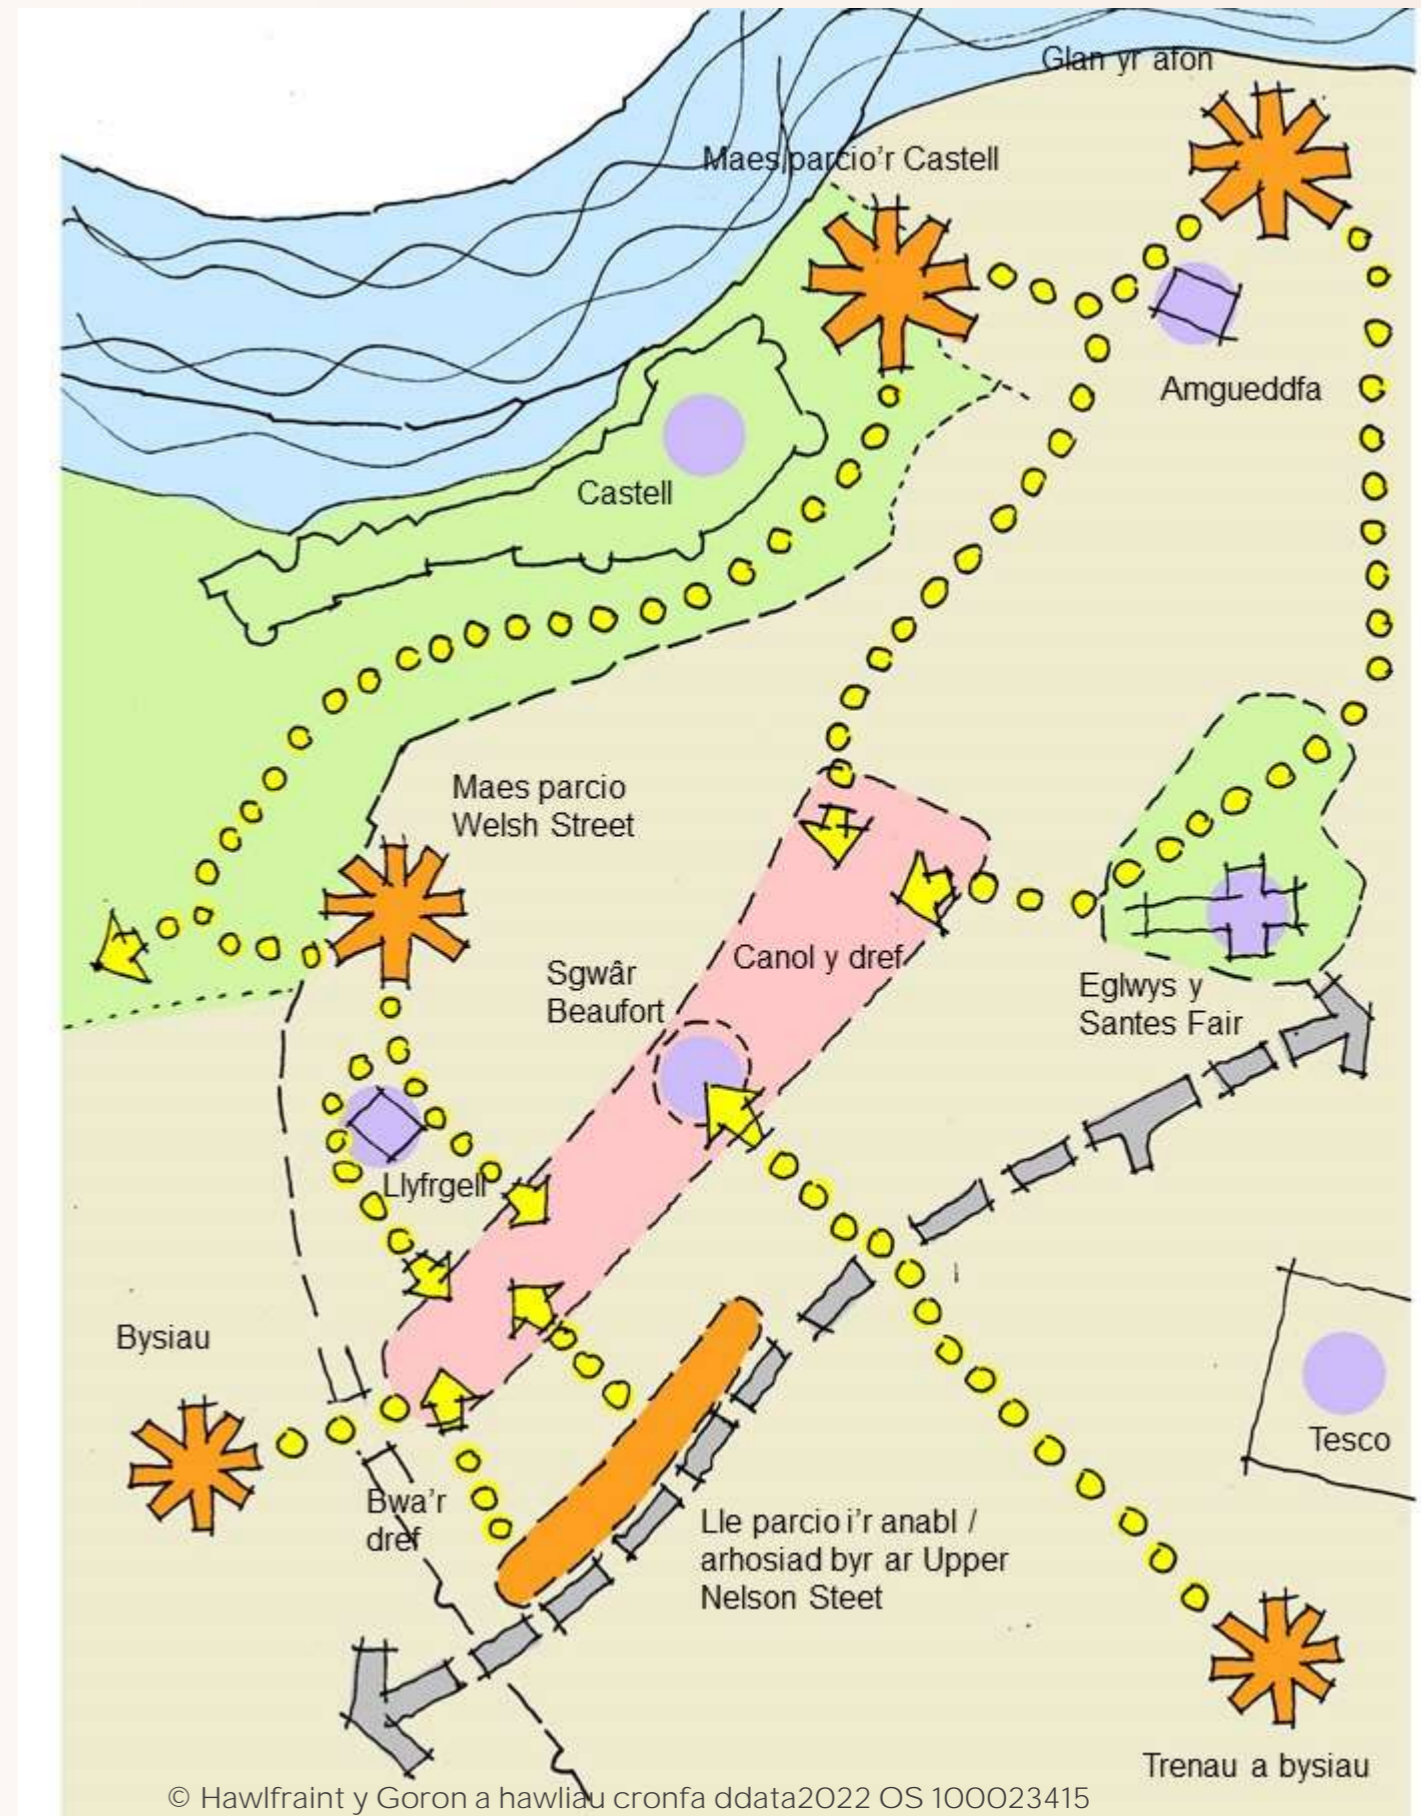 Glan yr afon
Maes parcio'r Castell
Amgueddfa
Castell
Maes parcio
Welsh Street
Canol y dref
Sgwâr
Beaufort
Eglwys y
Santes Fair
Llyfrgell
Bysiau
Tesco
Bwa'r
dref
Lle parcio i'r anabl /
arhosiad byr ar Upper
Nelson Steet
Trenau a bysiau
© Hawlfraint y Goron a hawliau cronfa ddata2022 OS 100023415